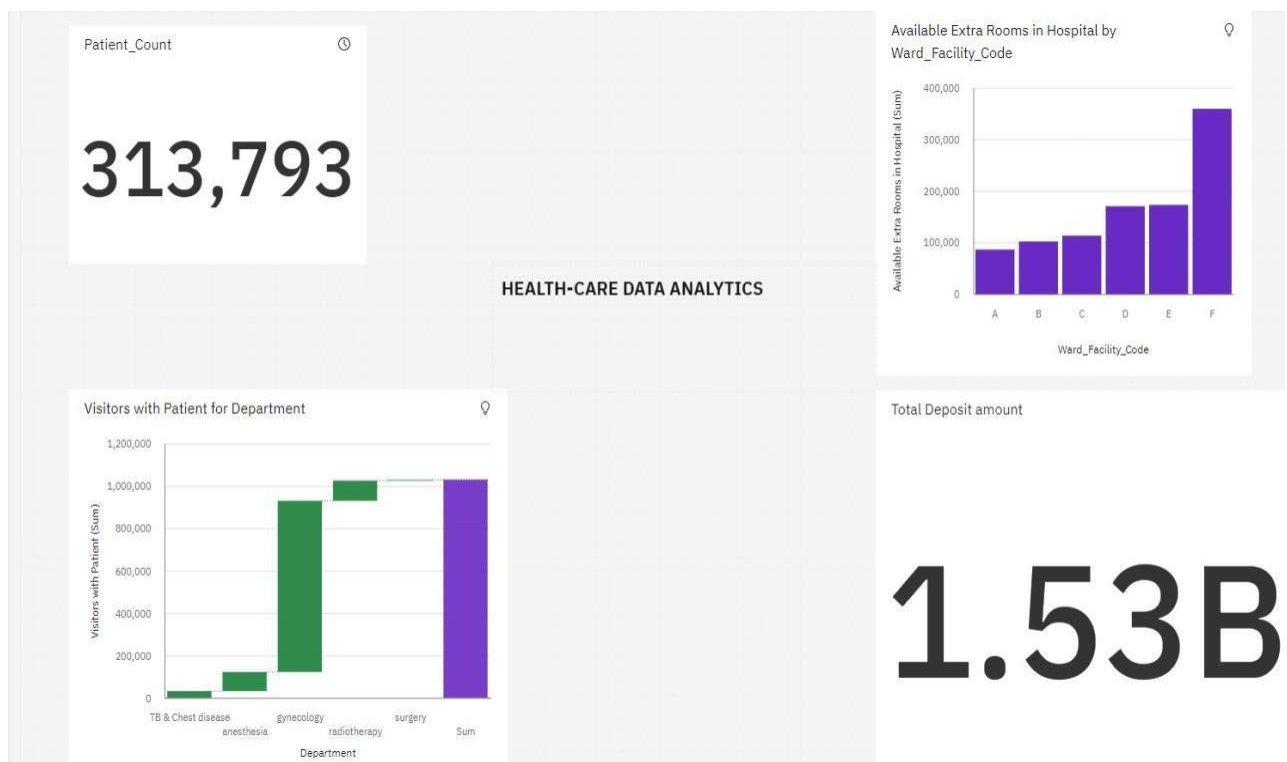 Patient_Count
313,793
Available Extra Rooms in Hospital by
Ward_Facility_Code
Available Extra Rooms in Hospital (Sum)
400,000
300,000
200,000
100,000
0
A B C D E F
Ward_Facility_Code
HEALTH-CARE DATA ANALYTICS
Visitors with Patient for Department
Visitors with Patient (Sum)
1,200,000
1,000,000
800,000
600,000
400,000
200,000
0
TB & Chest disease gynecology surgery
anesthesia radiotherapy Sum
Department
Total Deposit amount
1.53B